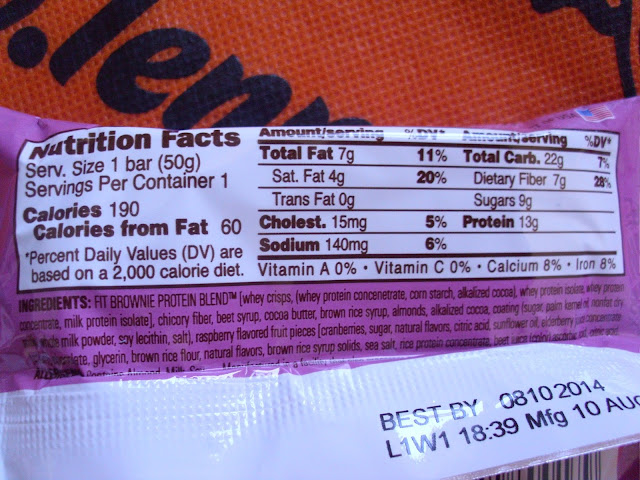 Nutrition Facts
Serv. Size 1 bar (50g)
Servings Per Container 1
Calories 190
Calories from Fat 60
*Percent Daily Values (DV) are
based on a 2,000 calorie diet.
Amount/serving %DV* Amount/serving %DV*
Total Fat 7g 11% Total Carb. 22g 7%
Sat. Fat 4g 20% Dietary Fiber 7g 28%
Trans Fat 0g Sugars 9g
Cholest. 15mg 5% Protein 13g
Sodium 140mg 6%
Vitamin A 0% • Vitamin C 0% • Calcium 8% • Iron 8%
INGREDIENTS: FIT BROWNIE PROTEIN BLEND™ [whey crisps, (whey protein concenetrate, corn starch, alkalized cocoa), whey protein isolate, whey protein
concentrate, milk protein isolate], chicory fiber, beet syrup, cocoa butter, brown rice syrup, almonds, alkalized cocoa, coating (sugar, palm kernel oil, nonfat dry
milk, whole milk powder, soy lecithin, salt), raspberry flavored fruit pieces [cranberries, sugar, natural flavors, citric acid, sunflower oil, elderberry juice concentrate
glycerin, brown rice flour, natural flavors, brown rice syrup solids, sea salt, rice protein concentrate, beet juice
Contains Almond, Milk, Soy
BEST BY 08102014
L1W1 18:39 Mfg 10 Aug